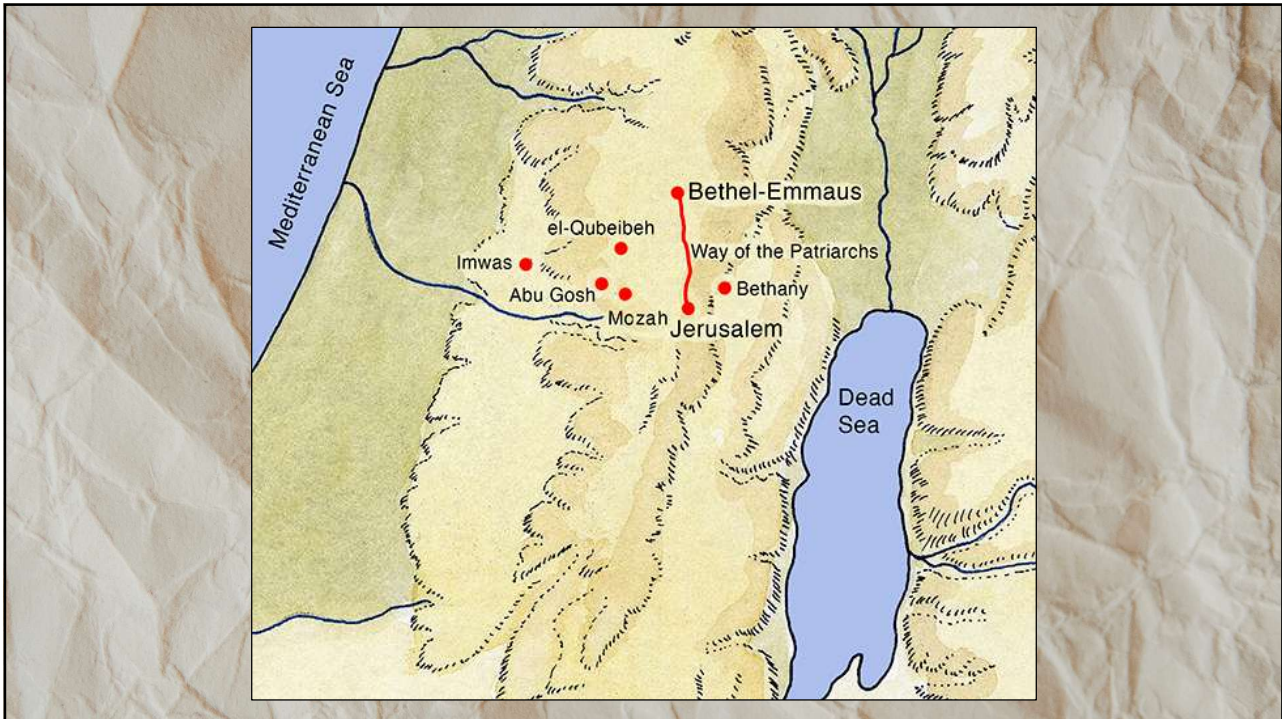 Mediterranean Sea
Bethel-Emmaus
el-Qubeibeh
Way of the Patriarchs
Imwas
Abu Gosh
Bethany
Mozah
Jerusalem
Dead
Sea